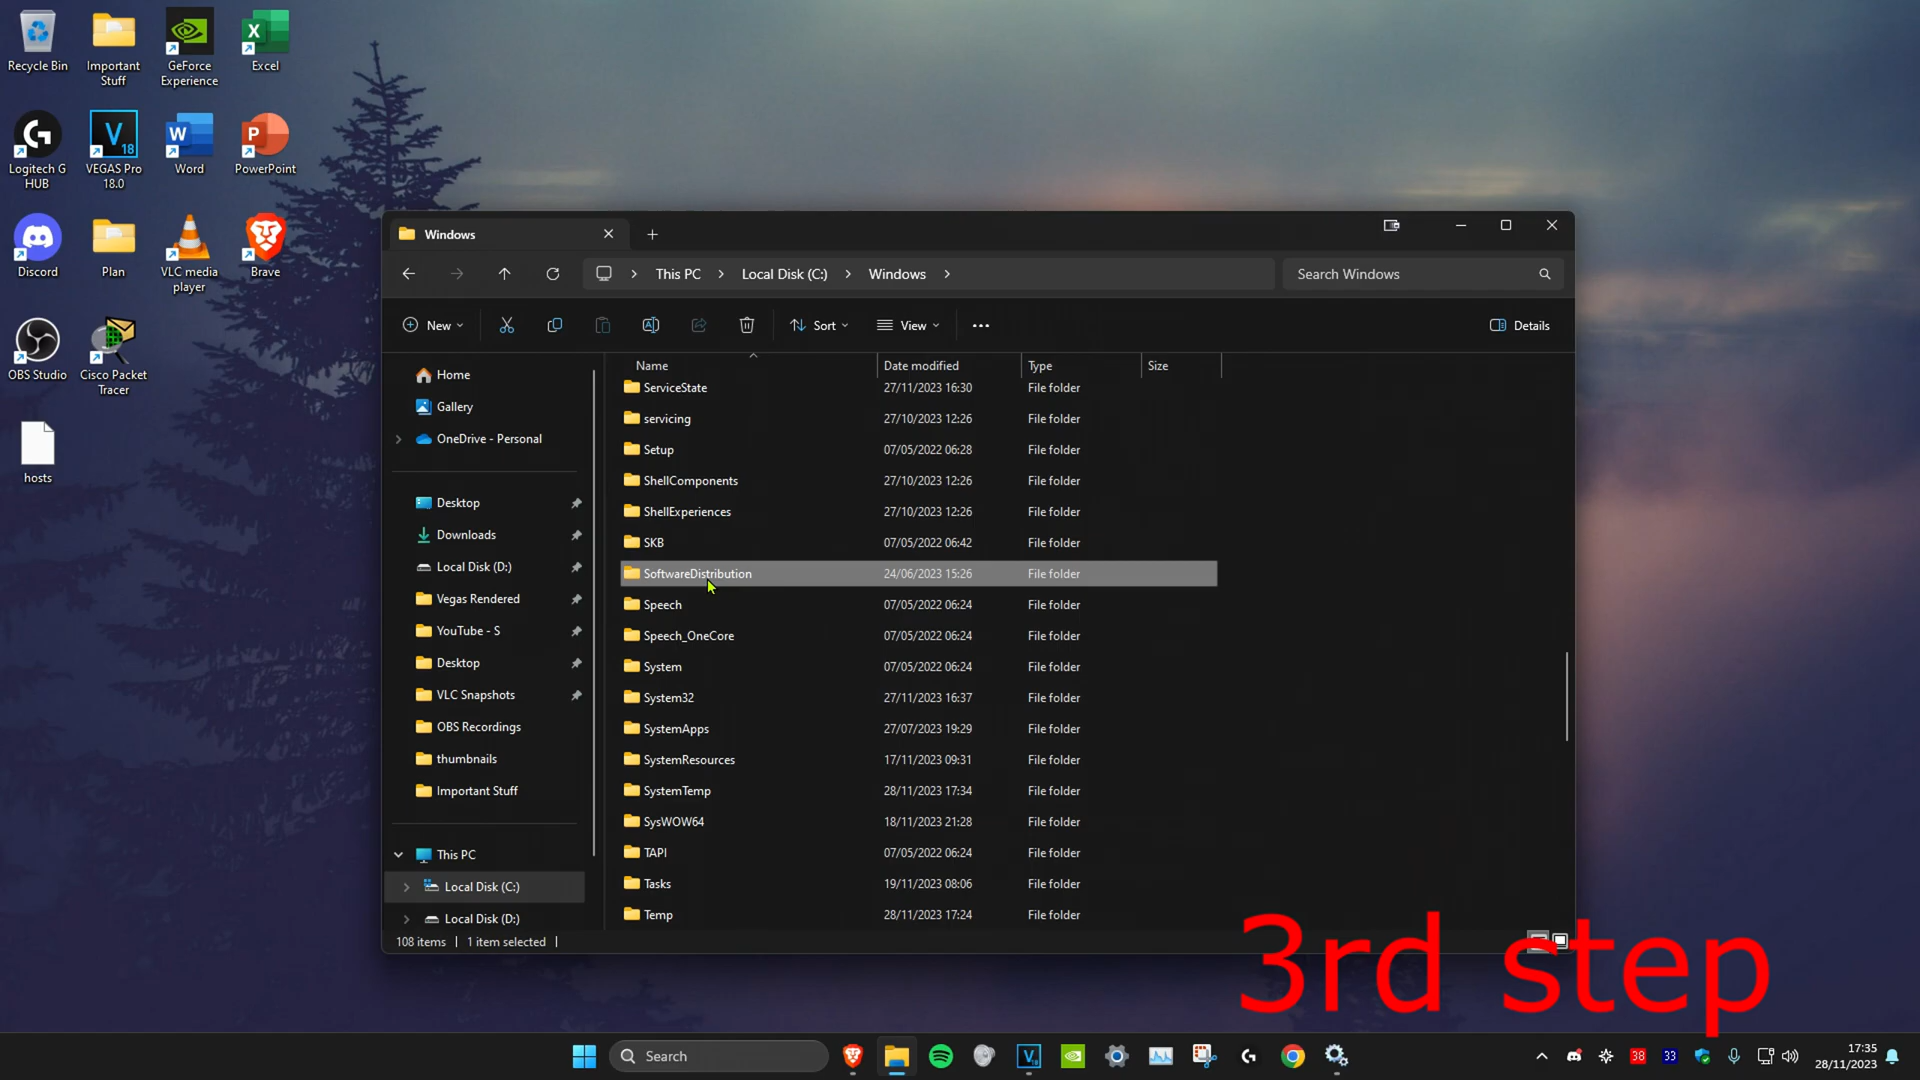 Recycle Bin
Important
Stuff
GeForce
Experience
Excel
Logitech G
HUB
VEGAS Pro
18.0
Word
PowerPoint
Discord
Plan
VLC media
player
Brave
OBS Studio
Cisco Packet
Tracer
hosts
Windows
This PC
Local Disk (C:)
Windows
Search Windows
New
Sort
View
Details
Home
Gallery
OneDrive - Personal
Desktop
Downloads
Local Disk (D:)
Vegas Rendered
YouTube - S
Desktop
VLC Snapshots
OBS Recordings
thumbnails
Important Stuff
This PC
Local Disk (C:)
Local Disk (D:)
Name Date modified Type Size
ServiceState 27/11/2023 16:30 File folder
servicing 27/10/2023 12:26 File folder
Setup 07/05/2022 06:28 File folder
ShellComponents 27/10/2023 12:26 File folder
ShellExperiences 27/10/2023 12:26 File folder
SKB 07/05/2022 06:42 File folder
SoftwareDistribution 24/06/2023 15:26 File folder
Speech 07/05/2022 06:24 File folder
Speech_OneCore 07/05/2022 06:24 File folder
System 07/05/2022 06:24 File folder
System32 27/11/2023 16:37 File folder
SystemApps 27/07/2023 19:29 File folder
SystemResources 17/11/2023 09:31 File folder
SystemTemp 28/11/2023 17:34 File folder
SysWOW64 18/11/2023 21:28 File folder
TAPI 07/05/2022 06:24 File folder
Tasks 19/11/2023 08:06 File folder
Temp 28/11/2023 17:24 File folder
108 items 1 item selected
3rd step
Search
38
33
17:35
28/11/2023